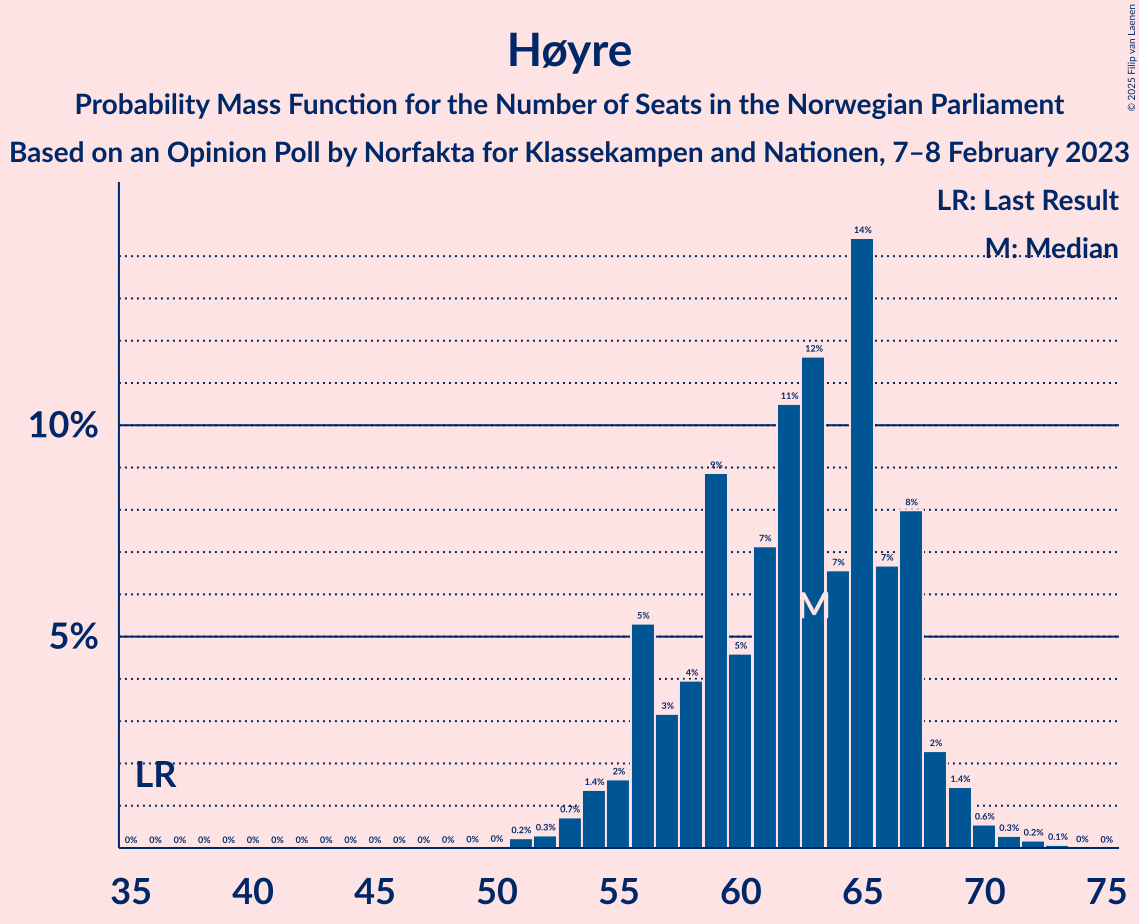 © 2025 Filip van Laenen
Høyre
Probability Mass Function for the Number of Seats in the Norwegian Parliament
Based on an Opinion Poll by Norfakta for Klassekampen and Nationen, 7–8 February 2023
LR: Last Result
M: Median
10%
5%
LR
M
0% 0% 0% 0% 0% 0% 0% 0% 0% 0% 0% 0% 0% 0% 0% 0% 0.2% 0.3% 0.7% 1.4% 2% 5% 3% 4% 9% 5% 7% 11% 12% 7% 14% 7% 8% 2% 1.4% 0.6% 0.3% 0.2% 0.1% 0% 0%
35 40 45 50 55 60 65 70 75